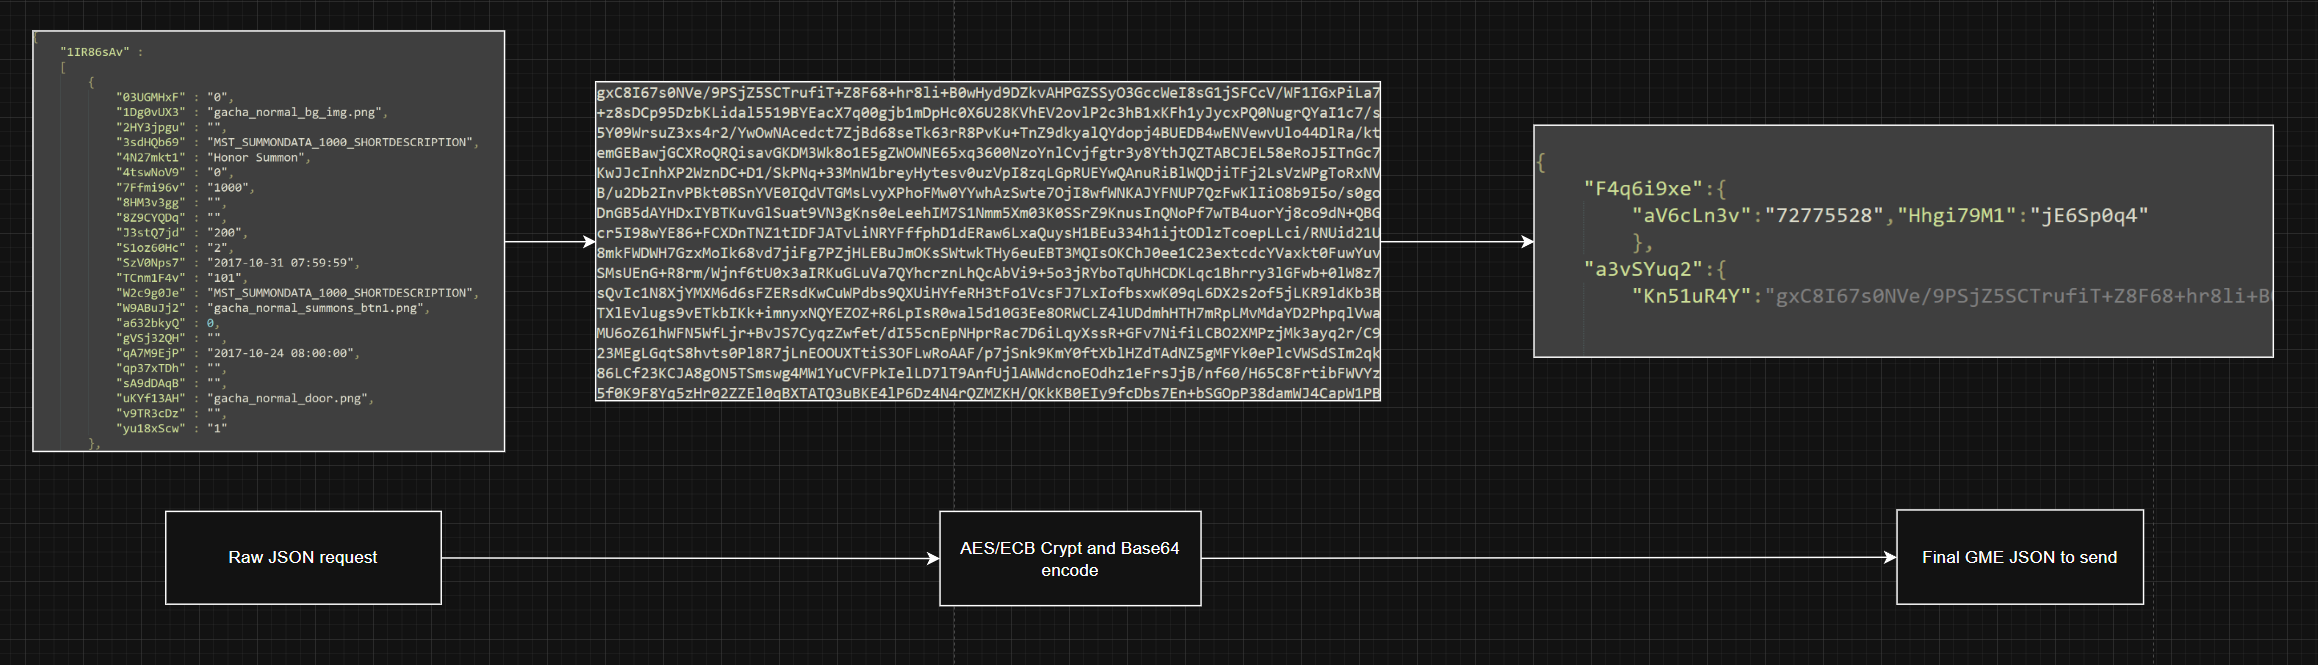 {
"1IR86sAv" :
[
{
"03UGMHxF" : "0",
"1Dg0vUX3" : "gacha_normal_bg_img.png",
"2HY3jpgu" : "",
"3sdHQb69" : "MST_SUMMONDATA_1000_SHORTDESCRIPTION",
"4N27mkt1" : "Honor Summon",
"4tswNoV9" : "0",
"7Ffmi96v" : "1000",
"8HM3v3gg" : "",
"8Z9CYQDq" : "",
"J3stQ7jd" : "200",
"S1oz60Hc" : "2",
"SzV0Nps7" : "2017-10-31 07:59:59",
"TCnm1F4v" : "101",
"W2c9g0Je" : "MST_SUMMONDATA_1000_SHORTDESCRIPTION",
"W9ABuJj2" : "gacha_normal_summons_btn1.png",
"a632bkyQ" : 0,
"gVSj32QH" : "",
"qA7M9EjP" : "2017-10-24 08:00:00",
"qp37xTDh" : "",
"sA9dDAqB" : "",
"uKYf13AH" : "gacha_normal_door.png",
"v9TR3cDz" : "",
"yu18xScw" : "1"
},
gxC8I67s0NVe/9PSjZ5SCTrufiT+Z8F68+hr8li+B0wHyd9DZkvAHPGZSSyO3GccWeI8sG1jSFCcV/WF1IGxPiLa7
+z8sDCp95DzbKLidal5519BYEacX7q00gjb1mDpHc0X6U28KVhEV2ovlP2c3hB1xKFh1yJycxPQ0NugrQYaI1c7/s
5Y09WrsuZ3xs4r2/YwOwNAcedct7ZjBd68seTk63rR8PvKu+TnZ9dkyalQYdopj4BUEDB4wENVewvUlo44DlRa/kt
emGEBawjGCXRoQRQisavGKDM3Wk8o1E5gZWOWNE65xq3600NzoYnlCvjfgtr3y8YthJQZTABCJEL58eRoJ5ITnGc7
KwJJcInhXP2WznDC+D1/SkPNq+33MnW1breyHytesv0uzVpI8zqLGpRUEYwQAnuRiBlWQDjiTFj2LsVzWPgToRxNV
B/u2Db2InvPBkt0BSnYVE0IQdVTGMsLvyXPhoFMw0YYwhAzSwte7OjI8wfWNKAJYFNUP7QzFwKlIiO8b9I5o/s0go
DnGB5dAYHDxIYBTKuvGlSuat9VN3gKns0eLeehIM7S1Nmm5Xm03K0SSrZ9KnusInQNoPf7wTB4uorYj8co9dN+QBG
cr5I98wYE86+FCXDnTNZ1tIDFJATvLiNRYFffphD1dERaw6LxaQuysH1BEu334h1ijtODlzTcoepLLci/RNUid21U
8mkFWDWH7GzxMoIk68vd7jiFg7PZjHLEBuJmOKsSWtwkTHy6euEBT3MQIsOKChJ0ee1C23extcdcYVaxkt0FuwYuv
SMsUEnG+R8rm/Wjnf6tU0x3aIRKuGLuVa7QYhcrznLhQcAbVi9+5o3jRYboTqUhHCDKLqc1Bhrry3lGFwb+0lW8z7
sQvIc1N8XjYMXM6d6sFZERsdKwCuWPdbs9QXUiHYfeRH3tFo1VcsFJ7LxIofbsxwK09qL6DX2s2of5jLKR9ldKb3B
TXlEvlugs9vETkbIKk+imnyxNQYEZOZ+R6LpIsR0wal5d10G3Ee8ORWCLZ4lUDdmhHTH7mRpLMvMdaYD2PhpqlVwa
MU6oZ61hWFN5WfLjr+BvJS7CyqzZwfet/dI55cnEpNHprRac7D6iLqyXssR+GFv7NifiLCBO2XMPzjMk3ayq2r/C9
23MEgLGqtS8hvts0Pl8R7jLnEOOUXTtiS3OFLwRoAAF/p7jSnk9KmY0ftXblHZdTAdNZ5gMFYk0ePlcVWSdSIm2qk
86LCf23KCJA8gON5TSmswg4MW1YuCVFPkIelLD7lT9AnfUjlAWWdcnoEOdhz1eFrsJjB/nf60/H65C8FrtibFWVYz
5f0K9F8Yq5zHr02ZZEl0qBXTATQ3uBKE4lP6Dz4N4rQZMZKH/QKkKB0EIy9fcDbs7En+bSGOpP38damWJ4CapW1PB
{
"F4q6i9xe":{
"aV6cLn3v":"72775528","Hhgi79M1":"jE6Sp0q4"
},
"a3vSYuq2":{
"Kn51uR4Y":"gxC8I67s0NVe/9PSjZ5SCTrufiT+Z8F68+hr8li+B
Raw JSON request
AES/ECB Crypt and Base64
encode
Final GME JSON to send